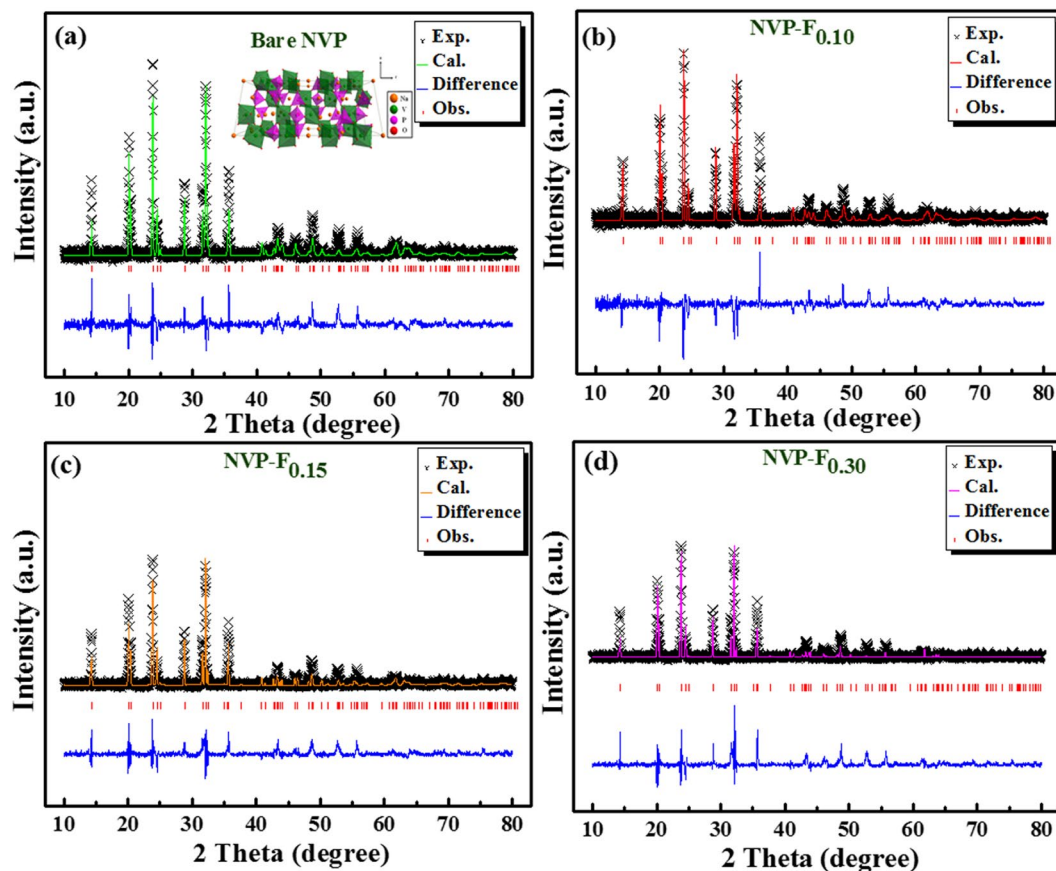 (a)
Bare NVP
Na
V
P
O
Exp.
Cal.
Difference
Obs.
Intensity (a.u.)
10 20 30 40 50 60 70 80
2 Theta (degree)
(b)
NVP-F0.10
Exp.
Cal.
Difference
Obs.
Intensity (a.u.)
10 20 30 40 50 60 70 80
2 Theta (degree)
(c)
NVP-F0.15
Exp.
Cal.
Difference
Obs.
Intensity (a.u.)
10 20 30 40 50 60 70 80
2 Theta (degree)
(d)
NVP-F0.30
Exp.
Cal.
Difference
Obs.
Intensity (a.u.)
10 20 30 40 50 60 70 80
2 Theta (degree)